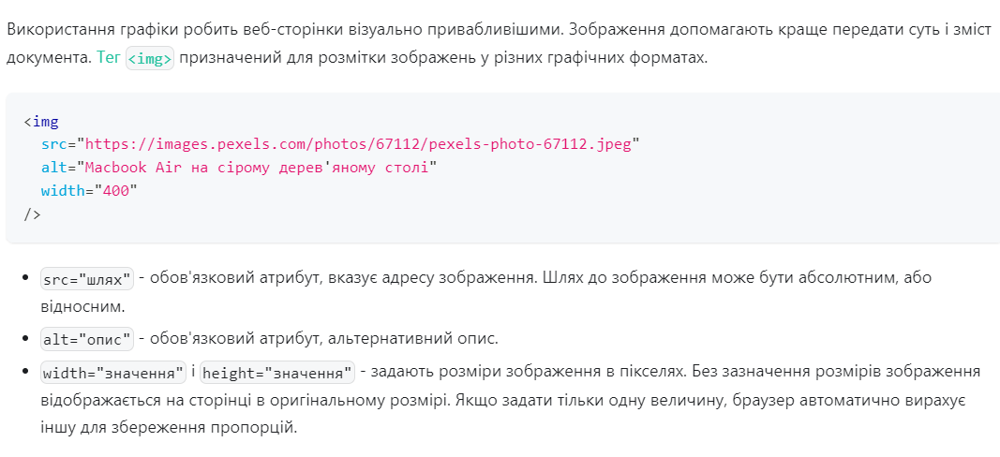 Використання графіки робить веб-сторінки візуально привабливішими. Зображення допомагають краще передати суть і зміст
документа. Тег <img> призначений для розмітки зображень у різних графічних форматах.
<img
src="https://images.pexels.com/photos/67112/pexels-photo-67112.jpeg"
alt="Macbook Air на сірому дерев'яному столі"
width="400"
/>
• src="шлях" - обов'язковий атрибут, вказує адресу зображення. Шлях до зображення може бути абсолютним, або
відносним.
• alt="опис" - обов'язковий атрибут, альтернативний опис.
• width="значення" і height="значення" - задають розміри зображення в пікселях. Без зазначення розмірів зображення
відображається на сторінці в оригінальному розмірі. Якщо задати тільки одну величину, браузер автоматично вирахує
іншу для збереження пропорцій.